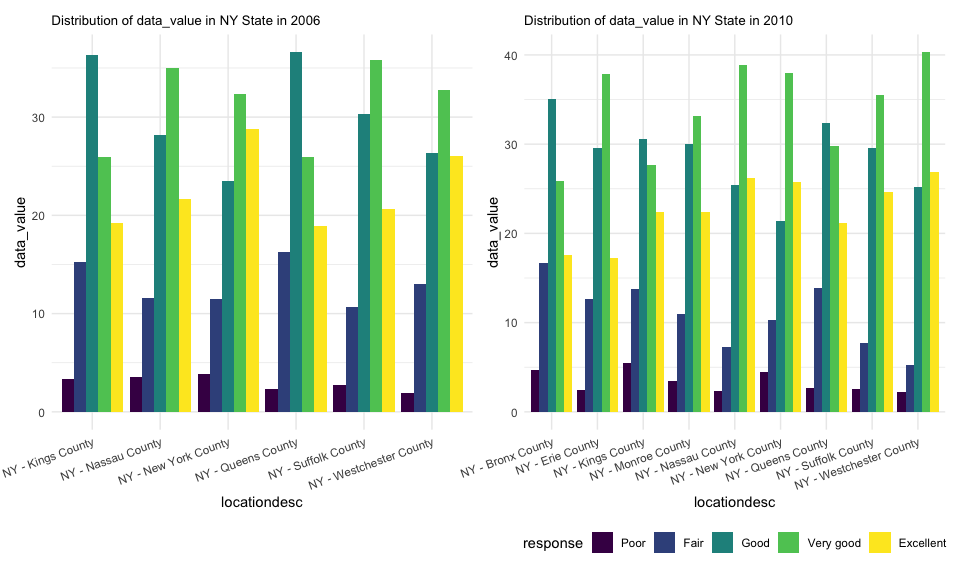 Distribution of data_value in NY State in 2006
data_value
30
20
10
0
NY - Kings County
NY - Nassau County
NY - New York County
NY - Queens County
NY - Suffolk County
NY - Westchester County
locationdesc
Distribution of data_value in NY State in 2010
data_value
40
30
20
10
0
NY - Bronx County
NY - Erie County
NY - Kings County
NY - Monroe County
NY - Nassau County
NY - New York County
NY - Queens County
NY - Suffolk County
NY - Westchester County
locationdesc
response Poor Fair Good Very good Excellent